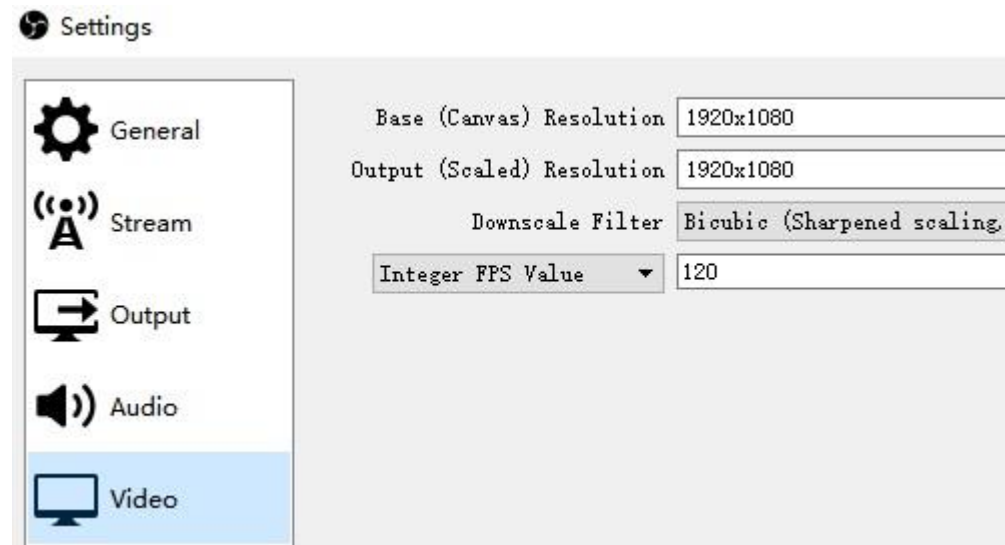 Settings
General
Stream
Output
Audio
Video
Base (Canvas) Resolution 1920x1080
Output (Scaled) Resolution 1920x1080
Downscale Filter Bicubic (Sharpened scaling,
Integer FPS Value 120